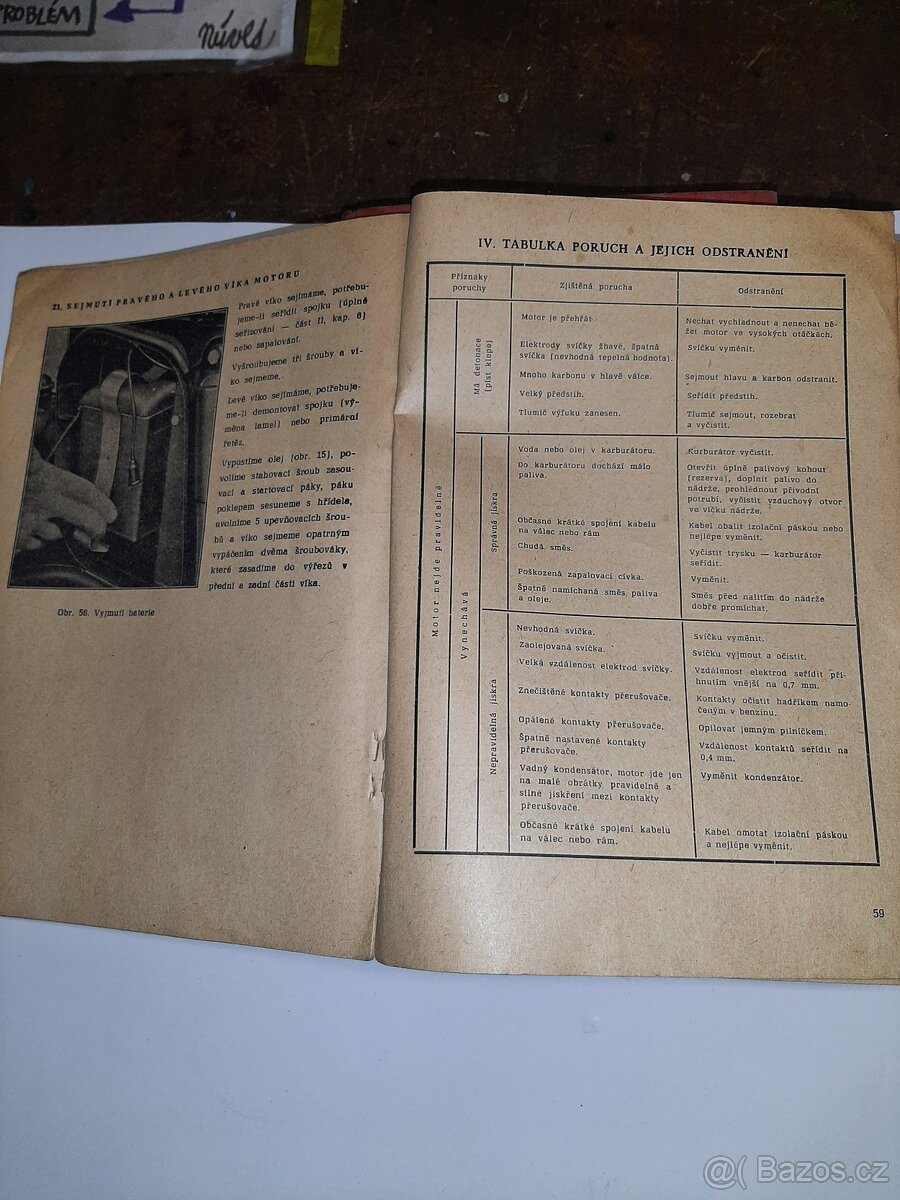 PROBLÉM
Núvls
21. SEJMUTÍ PRAVÉHO A LEVÉHO VÍKA MOTORU
Pravé víko sejímáme, potřebu-
jeme-li seřídit spojku (úplné
seřizování — část II, kap. 8)
nebo zapalování.
Vyšroubujeme tři šrouby a ví-
ko sejmeme.
Levé víko sejímáme, potřebuje-
me-li demontovat spojku (vý-
měna lamel) nebo primární
řetěz.
Vypustíme olej (obr. 15), po-
volíme stahovací šroub zasou-
vací a startovací páky, páku
poklepem sesuneme s hřídele,
uvolníme 5 upevňovacích šrou-
bů a víko sejmeme opatrným
vypáčením dvěma šroubováky,
které zasadíme do výřezů v
přední a zadní části víka.
Obr. 56. Vyjmutí baterie
IV. TABULKA PORUCH A JEJICH ODSTRANĚNÍ
Příznaky
poruchy
Zjištěná porucha
Odstranění
Motor nejde pravidelně
Má detonace
(píst klepe)
Motor je přehřát
Nechat vychladnout a nenechat bě-
žet motor ve vysokých otáčkách.
Elektrody svíčky žhavé, špatná
svíčka (nevhodná tepelná hodnota).
Svíčku vyměnit.
Mnoho karbonu v hlavě válce.
Sejmout hlavu a karbon odstranit.
Velký předstih.
Seřídit předstih.
Tlumič výfuku zanesen.
Tlumič sejmout, rozebrat
a vyčistit.
Vynechává
Správná jiskra
Voda nebo olej v karburátoru.
Karburátor vyčistit.
Do karburátoru dochází málo
paliva.
Otevřít úplně palivový kohout
(rezerva), doplnit palivo do
nádrže, prohlédnout přívodní
potrubí, vyčistit vzduchový otvor
ve víčku nádrže.
Občasné krátké spojení kabelu
na válec nebo rám
Kabel obalit izolační páskou nebo
nejlépe vyměnit.
Chudá směs.
Vyčistit trysku — karburátor
seřídit.
Poškozená zapalovací cívka.
Vyměnit.
Špatně namíchaná směs paliva
a oleje.
Směs před nalitím do nádrže
dobře promíchat.
Nepravidelná jiskra
Nevhodná svíčka.
Svíčku vyměnit.
Zaolejovaná svíčka.
Svíčku vyjmout a očistit.
Velká vzdálenost elektrod svíčky.
Vzdálenost elektrod seřídit při-
hnutím vnější na 0,7 mm.
Znečištěné kontakty přerušovače.
Kontakty očistit hadříkem namo-
čeným v benzinu.
Opálené kontakty přerušovače.
Opilovat jemným pilníčkem.
Špatně nastavené kontakty
přerušovače.
Vzdálenost kontaktů seřídit na
0,4 mm.
Vadný kondensátor, motor jde jen
na malé obrátky pravidelně a
silné jiskření mezi kontakty
přerušovače.
Vyměnit kondenzátor.
Občasné krátké spojení kabelu
na válec nebo rám.
Kabel omotat izolační páskou
a nejlépe vyměnit.
59
@( Bazos.cz